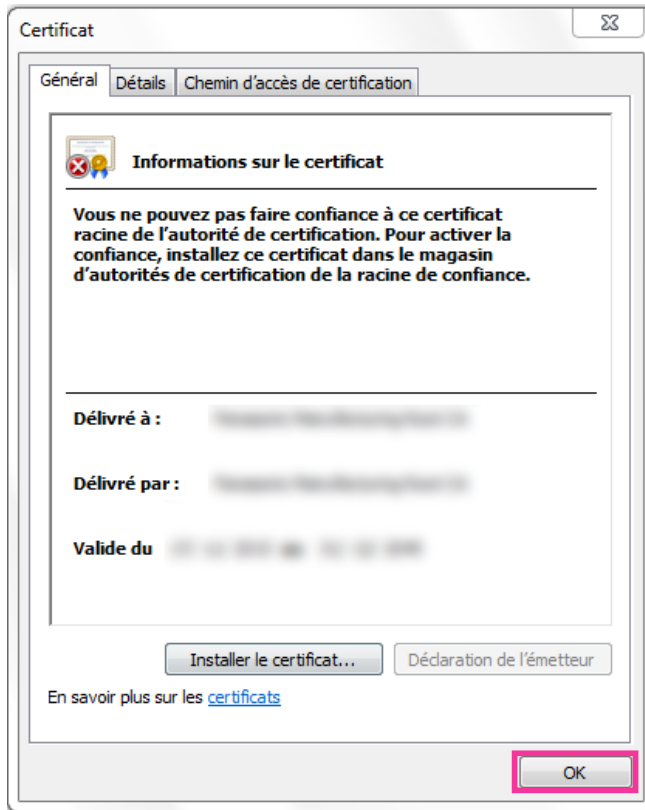 Certificat
Général
Détails
Chemin d'accès de certification
Informations sur le certificat
Vous ne pouvez pas faire confiance à ce certificat
racine de l'autorité de certification. Pour activer la
confiance, installez ce certificat dans le magasin
d'autorités de certification de la racine de confiance.
Délivré à :
Délivré par :
Valide du
Installer le certificat...
Déclaration de l'émetteur
En savoir plus sur les certificats
OK